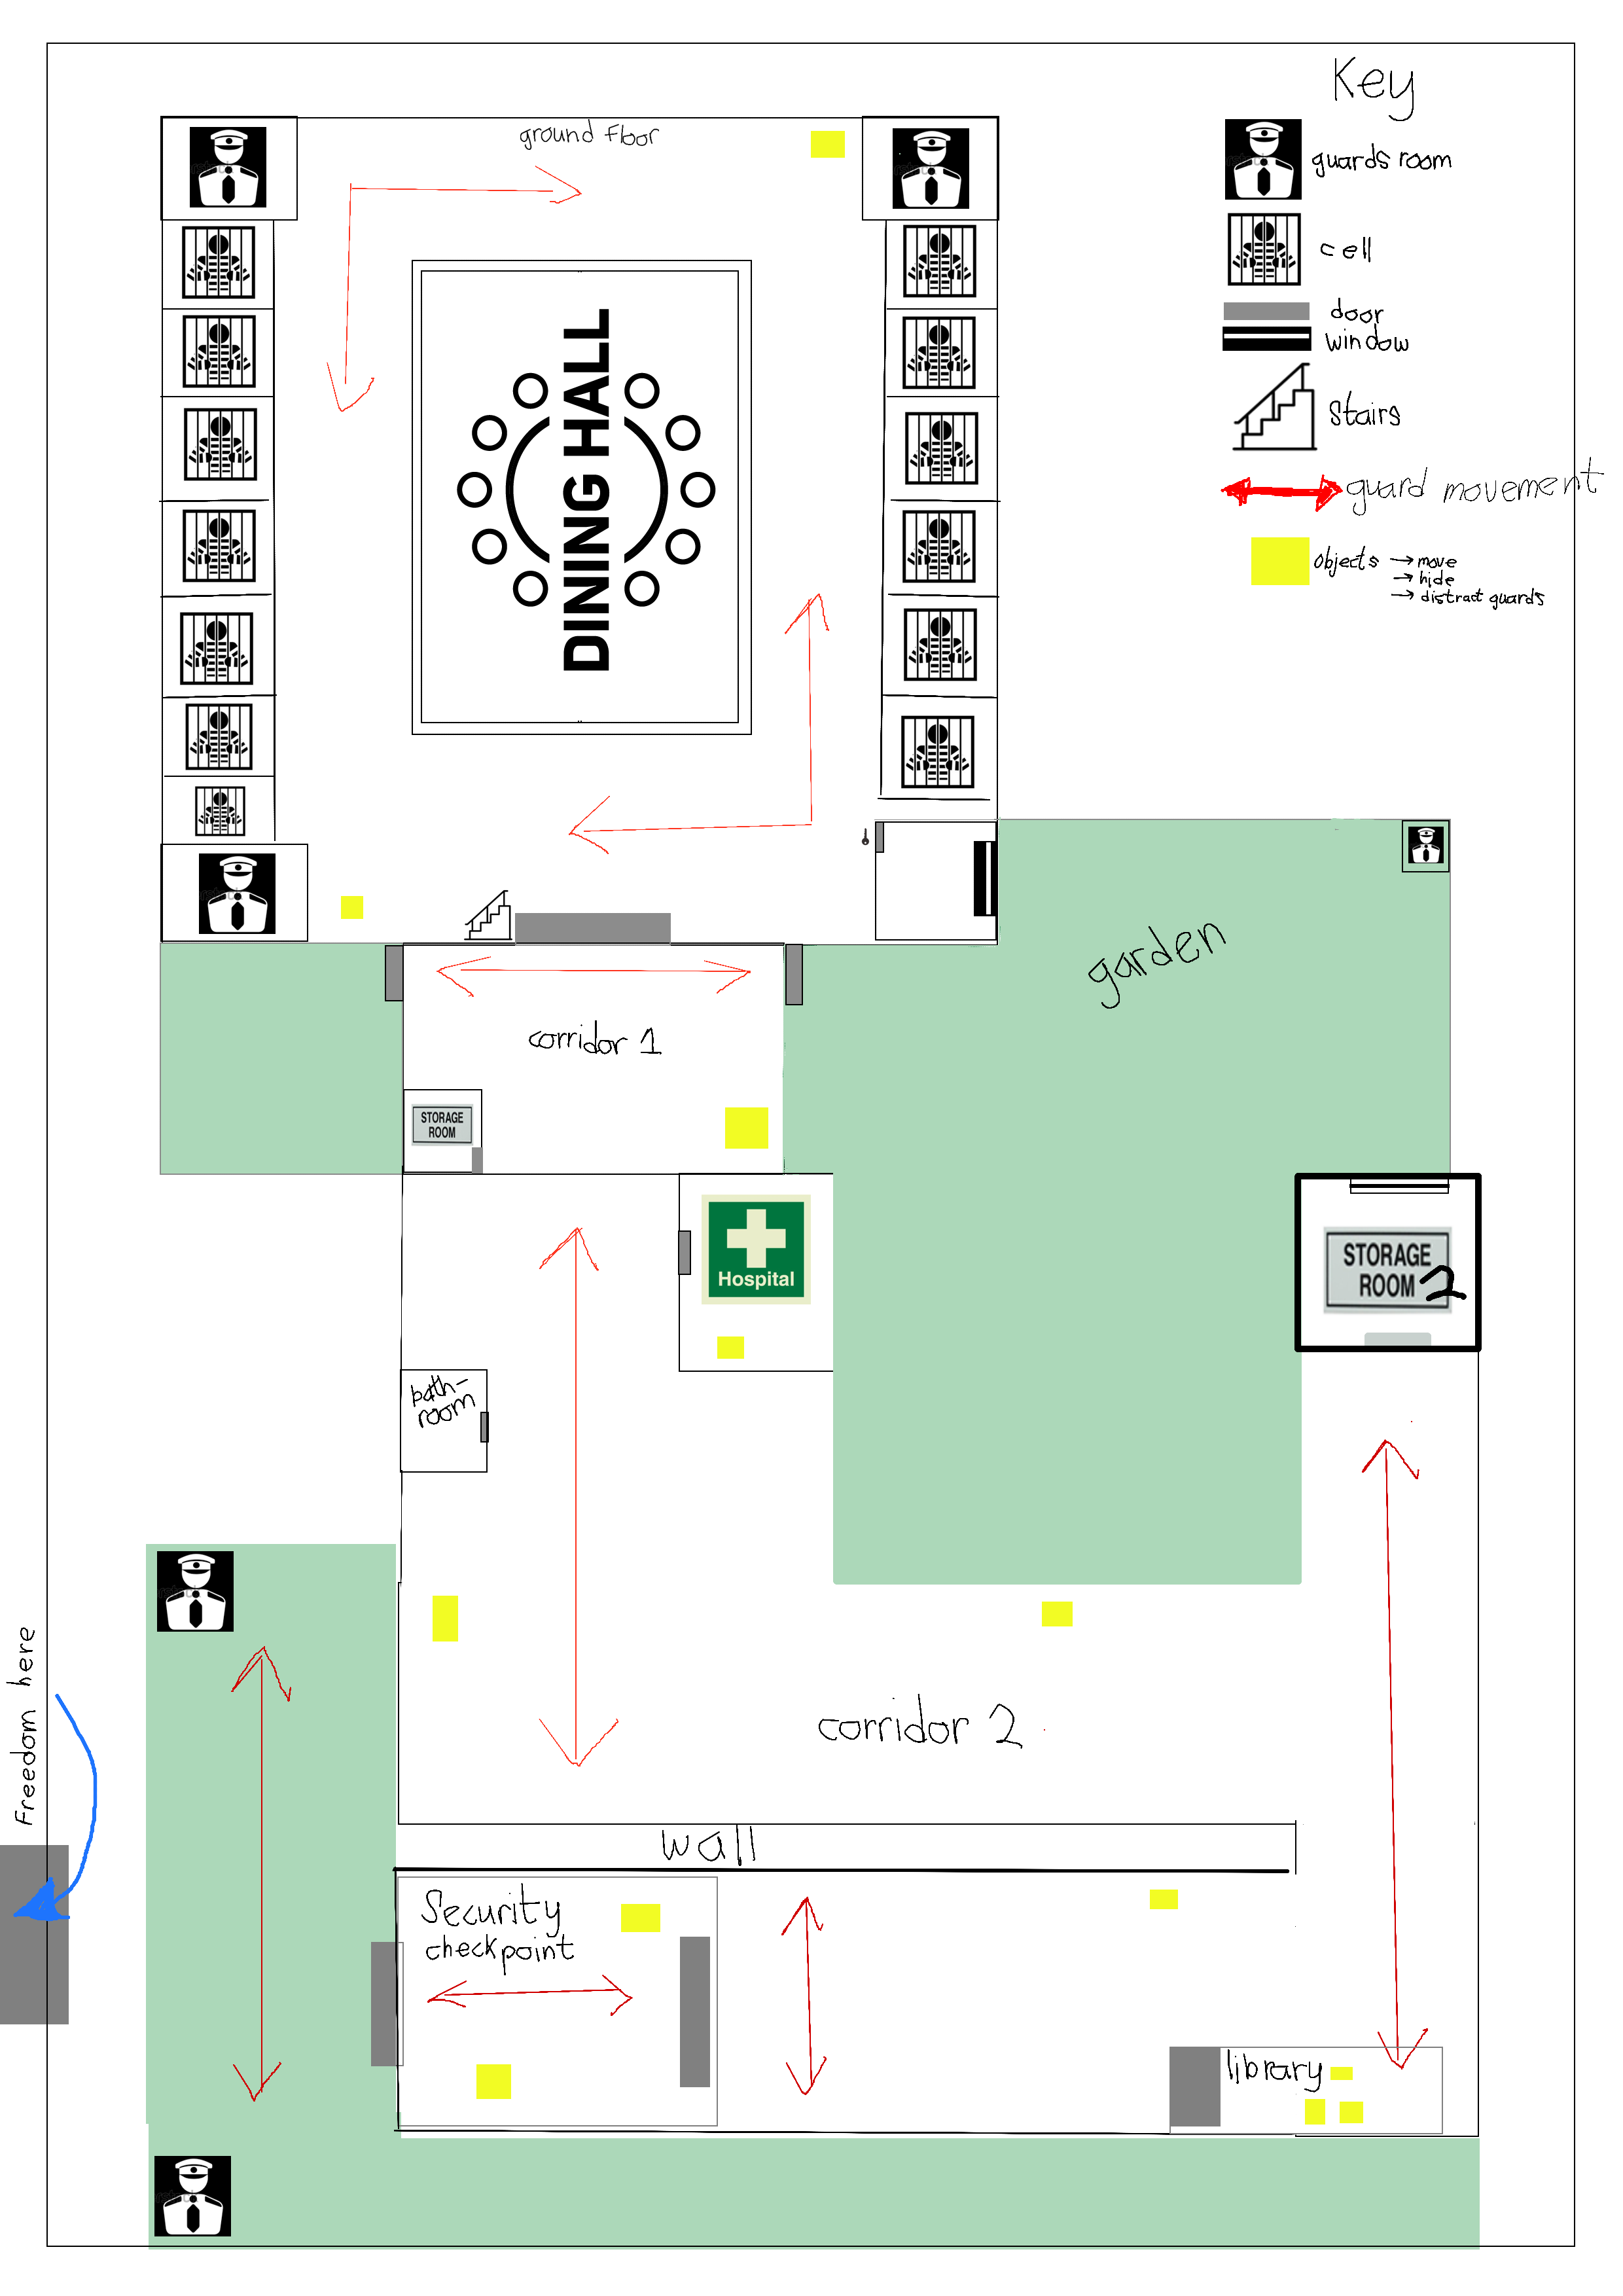 Key
ground floor
guards room
cell
door
window
stairs
guard movement
objects → move
→ hide
→ distract guards
DINING HALL
garden
corridor 1
STORAGE
ROOM
Hospital
STORAGE
ROOM 2
bath-
room
Freedom here
corridor 2
wall
Security
checkpoint
library